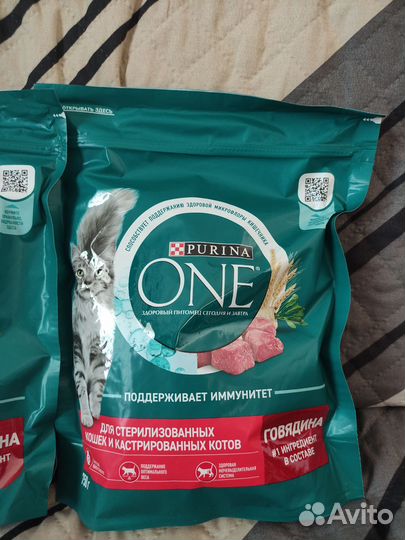 ОТКРЫВАТЬ ЗДЕСЬ
СПОСОБСТВУЕТ ПОДДЕРЖАНИЮ ЗДОРОВОЙ МИКРОФЛОРЫ КИШЕЧНИКА
PURINA
ONE®
ЗДОРОВЫЙ ПИТОМЕЦ СЕГОДНЯ И ЗАВТРА
ПОДДЕРЖИВАЕТ ИММУНИТЕТ
ДЛЯ СТЕРИЛИЗОВАННЫХ
КОШЕК И КАСТРИРОВАННЫХ КОТОВ
ГОВЯДИНА
#1 ИНГРЕДИЕНТ
В СОСТАВЕ
ПОДДЕРЖАНИЕ
ОПТИМАЛЬНОГО
ВЕСА
ЗДОРОВАЯ
МОЧЕВЫДЕЛИТЕЛЬНАЯ
СИСТЕМА
Avito